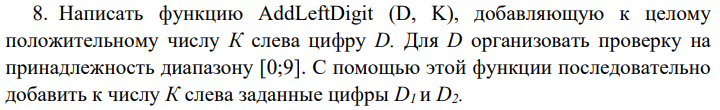 8. Написать функцию AddLeftDigit (D, K), добавляющую к целому
положительному числу K слева цифру D. Для D организовать проверку на
принадлежность диапазону [0;9]. С помощью этой функции последовательно
добавить к числу K слева заданные цифры D₁ и D₂.